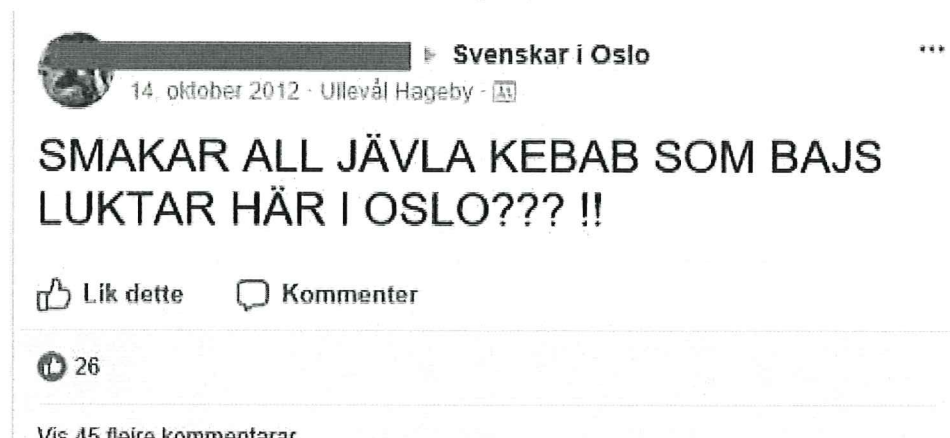 Svenskar i Oslo
14. oktober 2012 · Ullevål Hageby ·
SMAKAR ALL JÄVLA KEBAB SOM BAJS
LUKTAR HÄR I OSLO??? !!
Lik dette Kommenter
26
Vis 45 fleire kommentarar